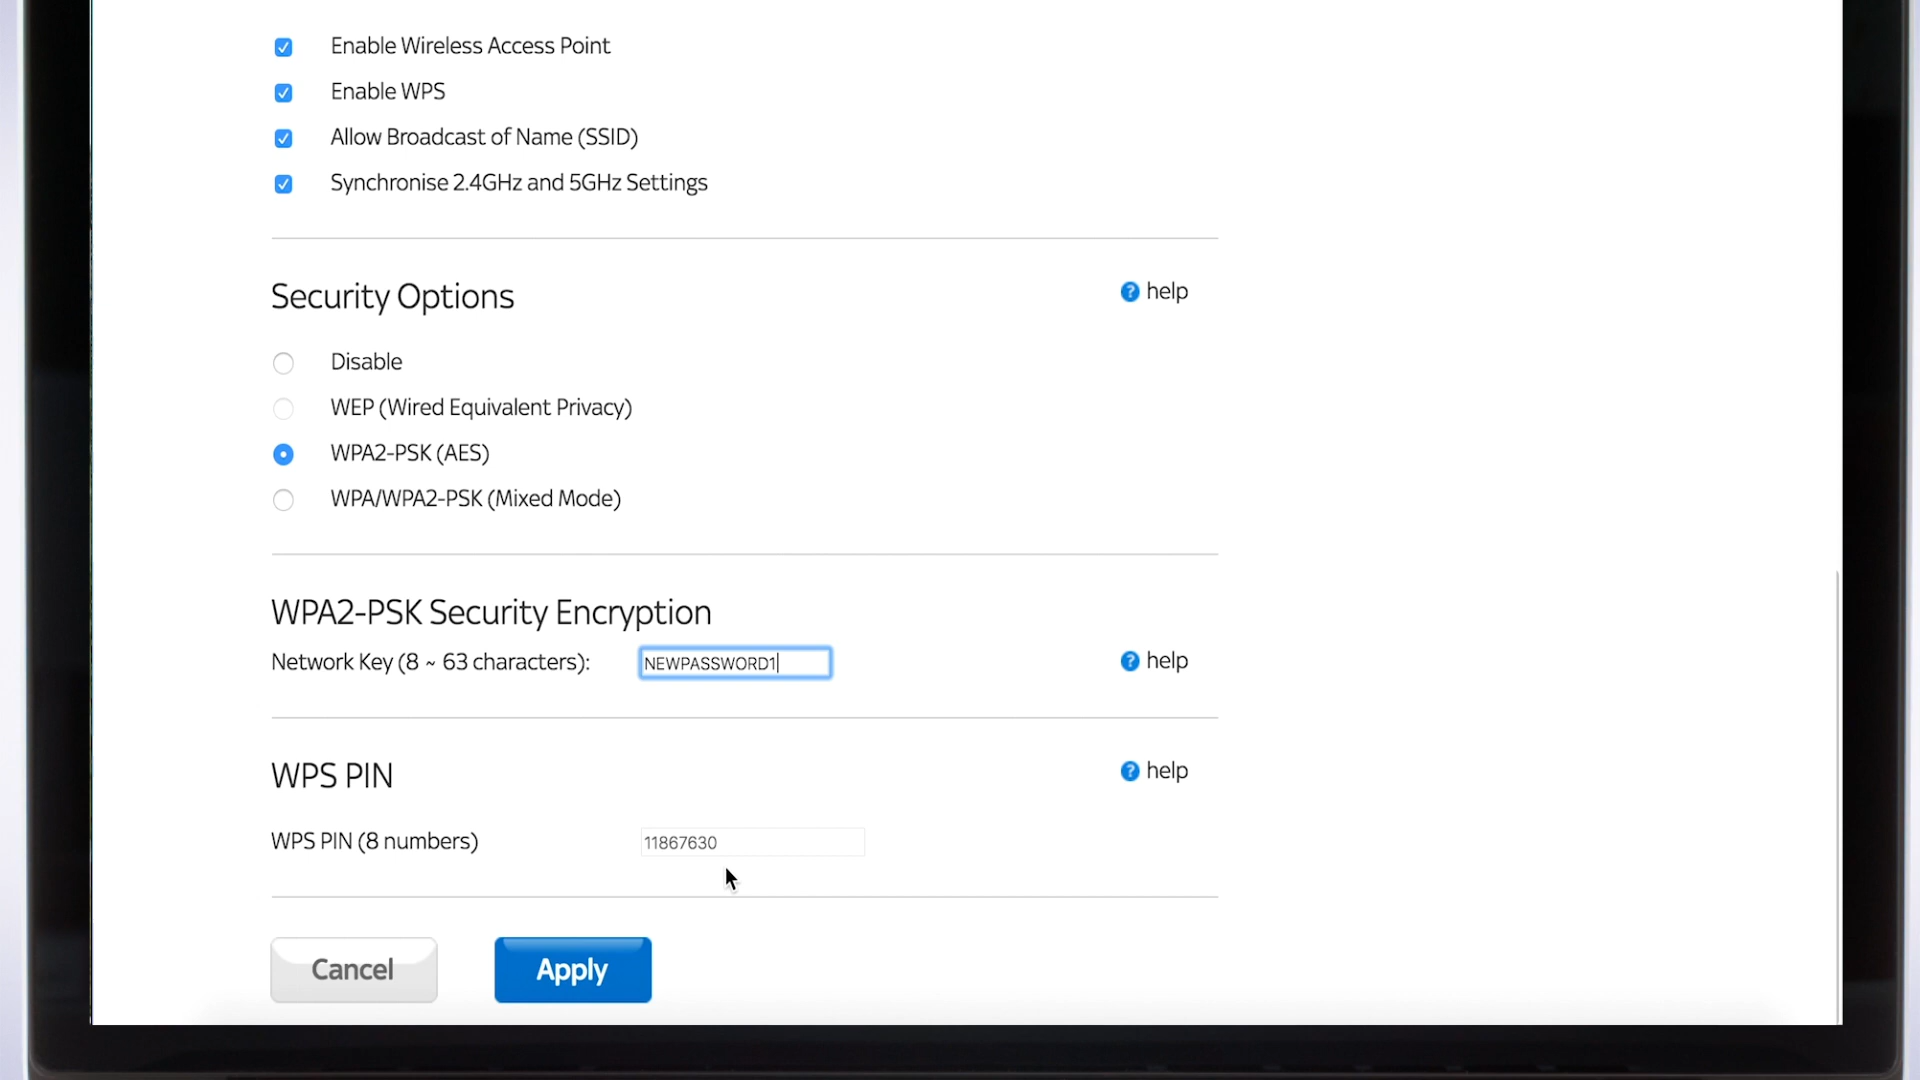 Enable Wireless Access Point
Enable WPS
Allow Broadcast of Name (SSID)
Synchronise 2.4GHz and 5GHz Settings
Security Options
? help
Disable
WEP (Wired Equivalent Privacy)
WPA2-PSK (AES)
WPA/WPA2-PSK (Mixed Mode)
WPA2-PSK Security Encryption
Network Key (8 ~ 63 characters): NEWPASSWORD1 ? help
WPS PIN ? help
WPS PIN (8 numbers) 11867630
Cancel Apply